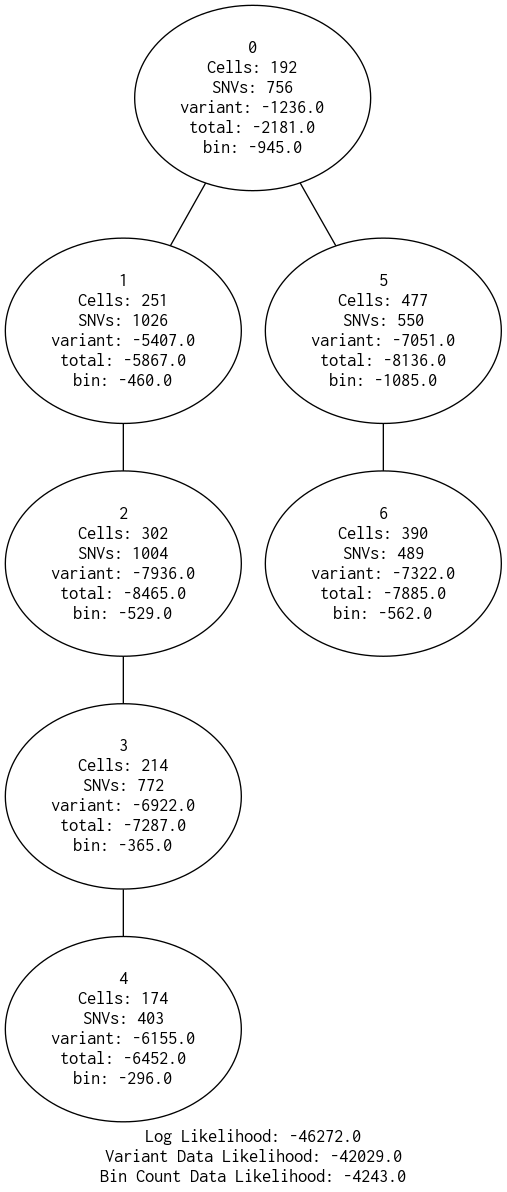 0
Cells: 192
SNVs: 756
variant: -1236.0
total: -2181.0
bin: -945.0
1
Cells: 251
SNVs: 1026
variant: -5407.0
total: -5867.0
bin: -460.0
5
Cells: 477
SNVs: 550
variant: -7051.0
total: -8136.0
bin: -1085.0
2
Cells: 302
SNVs: 1004
variant: -7936.0
total: -8465.0
bin: -529.0
6
Cells: 390
SNVs: 489
variant: -7322.0
total: -7885.0
bin: -562.0
3
Cells: 214
SNVs: 772
variant: -6922.0
total: -7287.0
bin: -365.0
4
Cells: 174
SNVs: 403
variant: -6155.0
total: -6452.0
bin: -296.0
Log Likelihood: -46272.0
Variant Data Likelihood: -42029.0
Bin Count Data Likelihood: -4243.0